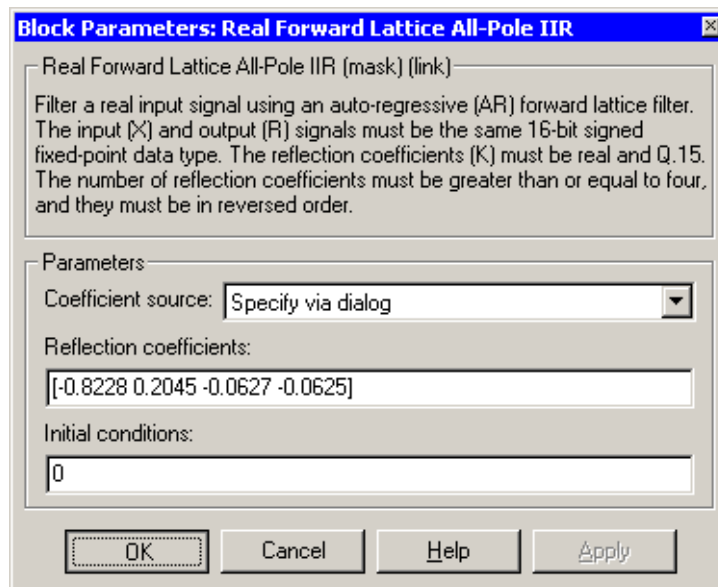 Block Parameters: Real Forward Lattice All-Pole IIR
Real Forward Lattice All-Pole IIR (mask) (link)
Filter a real input signal using an auto-regressive (AR) forward lattice filter.
The input (X) and output (R) signals must be the same 16-bit signed
fixed-point data type. The reflection coefficients (K) must be real and Q.15.
The number of reflection coefficients must be greater than or equal to four,
and they must be in reversed order.
Parameters
Coefficient source: Specify via dialog
Reflection coefficients:
[-0.8228 0.2045 -0.0627 -0.0625]
Initial conditions:
0
OK Cancel Help Apply